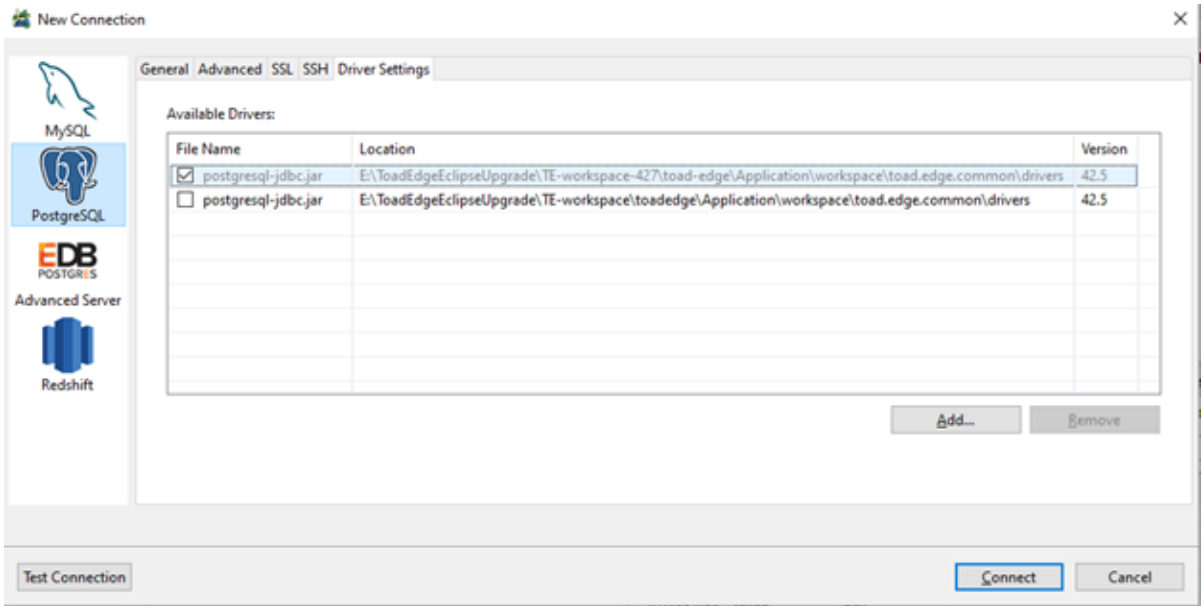 New Connection
General Advanced SSL SSH Driver Settings
MySQL
PostgreSQL
EDB
POSTGRES
Advanced Server
Redshift
Available Drivers:
File Name Location Version
postgresql-jdbc.jar E:\ToadEdgeEclipseUpgrade\TE-workspace-427\toad-edge\Application\workspace\toad.edge.common\drivers 42.5
postgresql-jdbc.jar E:\ToadEdgeEclipseUpgrade\TE-workspace\toadedge\Application\workspace\toad.edge.common\drivers 42.5
Add... Remove
Test Connection Connect Cancel